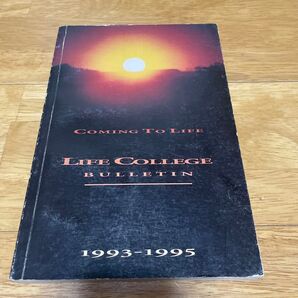 COMING TO LIFE
LIFE COLLEGE
BULLETIN
1993-1995